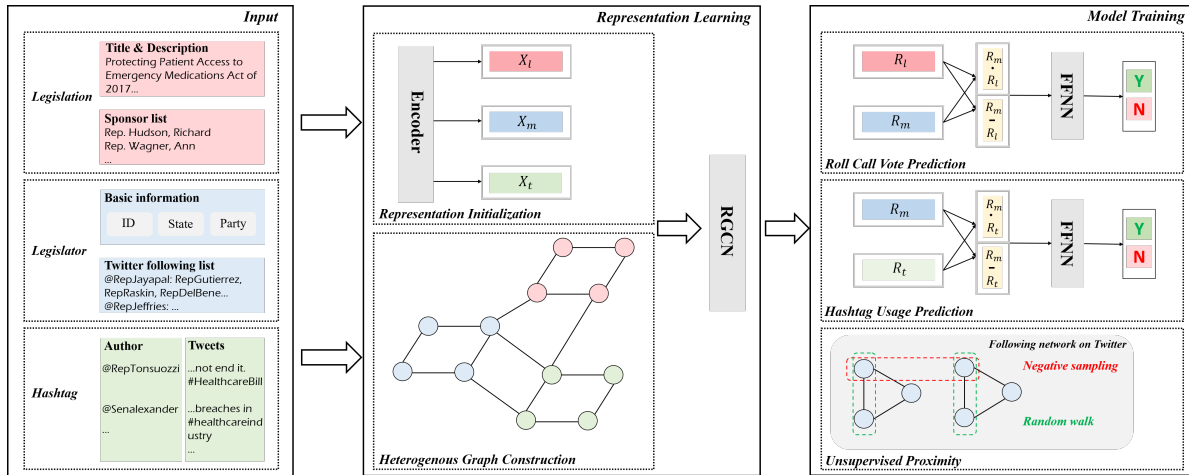 Input
Legislation
Title & Description
Protecting Patient Access to
Emergency Medications Act of
2017...
Sponsor list
Rep. Hudson, Richard
Rep. Wagner, Ann
...
Legislator
Basic information
ID
State
Party
Twitter following list
@RepJayapal: RepGutierrez,
RepRaskin, RepDelBene...
@RepJeffries: ...
Hashtag
Author
@RepTonsuozzi
@Senalexander
...
Tweets
...not end it.
#HealthcareBill
...breaches in
#healthcareind
ustry
...
Representation Learning
Encoder
X_l
X_m
X_t
Representation Initialization
Heterogenous Graph Construction
RGCN
Model Training
R_l
R_m
R_m
·
R_l
R_m
−
R_l
FFNN
Y
N
Roll Call Vote Prediction
R_m
R_t
R_m
·
R_t
R_m
−
R_t
FFNN
Y
N
Hashtag Usage Prediction
Following network on Twitter
Negative sampling
Random walk
Unsupervised Proximity